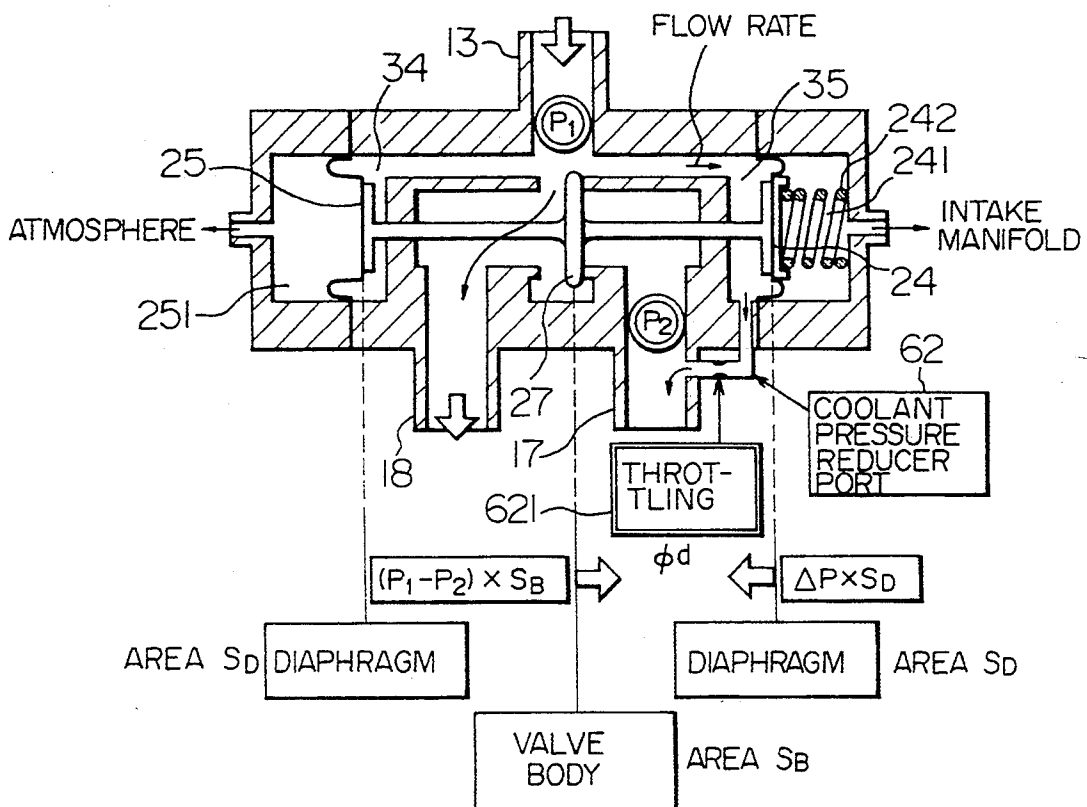 13
FLOW RATE
34
35
P1
242
241
25
ATMOSPHERE
INTAKE
MANIFOLD
251
24
P2
27
62
18
17
COOLANT
PRESSURE
REDUCER
PORT
THROT-
TLING
621
φd
(P1-P2) × SB
ΔP×SD
AREA SD
DIAPHRAGM
DIAPHRAGM
AREA SD
VALVE
BODY
AREA SB